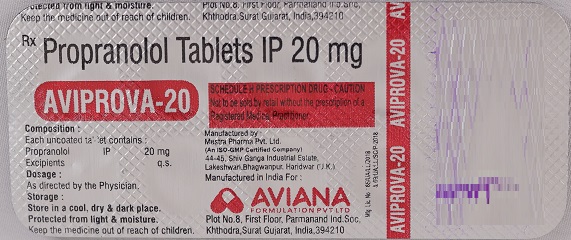 Protected from light & moisture.
Keep the medicine out of reach of children.
Plot No.8, First Floor, Parmanand Ind.Soc,
Khthodra,Surat Gujarat, India,394210
Rx Propranolol Tablets IP 20 mg
AVIPROVA-20
SCHEDULE H PRESCRIPTION DRUG - CAUTION
Not to be sold by retail without the prescription of a
Registered Medical Practitioner.
Composition :
Each uncoated tablet contains :
Propranolol IP 20 mg
Excipients q.s.
Dosage :
As directed by the Physician.
Storage :
Store in a cool, dry & dark place.
Protected from light & moisture.
Keep the medicine out of reach of children.
Manufactured by :
Mistra Pharma Pvt. Ltd.
(An ISO-GMP Certified Company)
44-45, Shiv Ganga Industrial Estate,
Lakeshwari,Bhagwanpur, Haridwar (U.K.)
Manufactured in India For :
AVIANA
FORMULATION PVT LTD
Plot No.8, First Floor, Parmanand Ind.Soc,
Khthodra,Surat Gujarat, India,394210
AVIPROVA-20
AVIPROVA-20
Mfg. Lic. No.